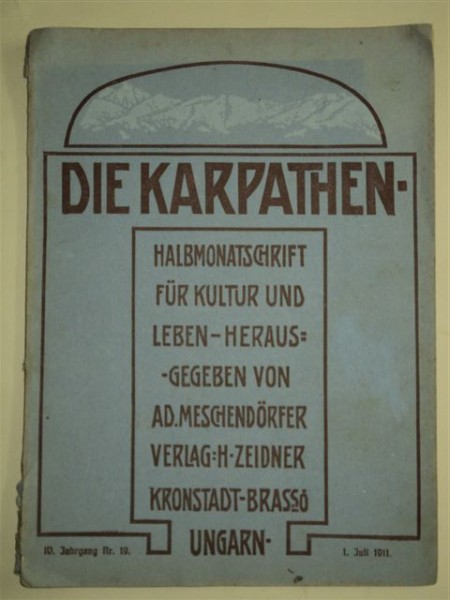 DIE KARPATHEN-
HALBMONATSCHRIFT
FÜR KULTUR UND
LEBEN-HERAUS=
-GEGEBEN VON
AD. MESCHENDÖRFER
VERLAG:H-ZEIDNER
KRONSTADT-BRASSÓ
UNGARN-
10. Jahrgang Nr. 19.
1. Juli 1911.